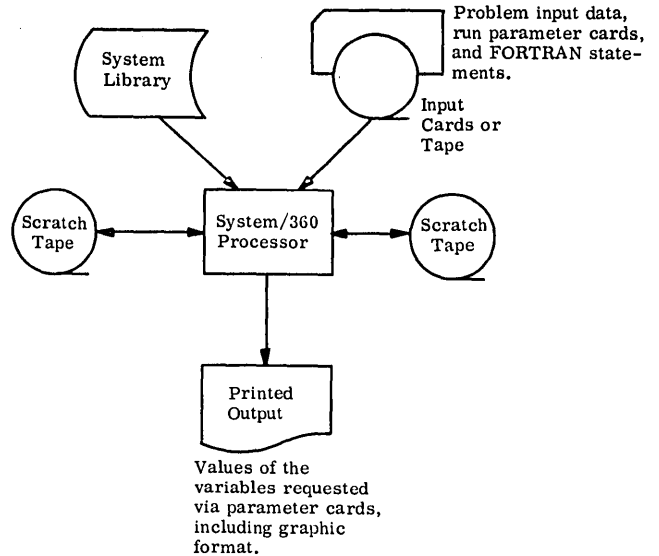 Problem input data,
run parameter cards,
and FORTRAN state-
ments.
System
Library
Input
Cards or
Tape
Scratch
Tape
System/360
Processor
Scratch
Tape
Printed
Output
Values of the
variables requested
via parameter cards,
including graphic
format.